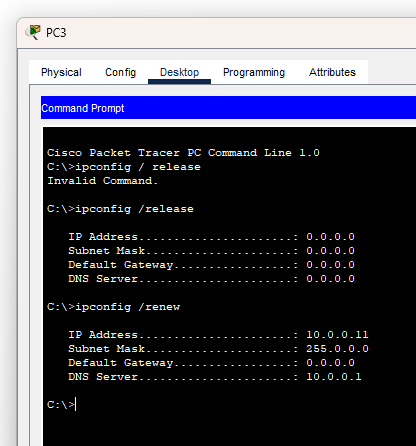 PC3
Physical Config Desktop Programming Attributes
Command Prompt
Cisco Packet Tracer PC Command Line 1.0
C:\>ipconfig / release
Invalid Command.
C:\>ipconfig /release
IP Address......................: 0.0.0.0
Subnet Mask.....................: 0.0.0.0
Default Gateway.................: 0.0.0.0
DNS Server......................: 0.0.0.0
C:\>ipconfig /renew
IP Address......................: 10.0.0.11
Subnet Mask.....................: 255.0.0.0
Default Gateway.................: 0.0.0.0
DNS Server......................: 10.0.0.1
C:\>